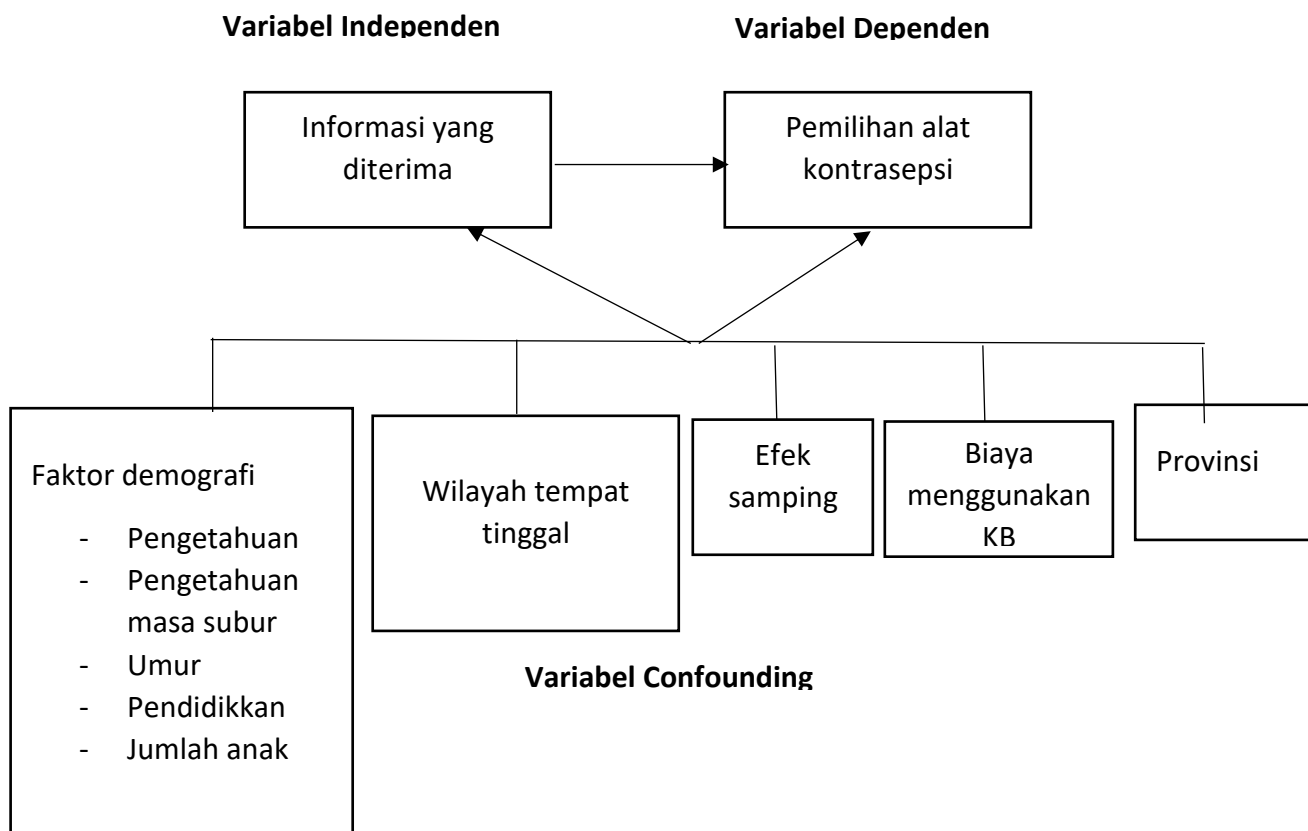 Variabel Independen
Variabel Dependen
Informasi yang
diterima
Pemilihan alat
kontrasepsi
Faktor demografi
- Pengetahuan
- Pengetahuan
masa subur
- Umur
- Pendidikkan
- Jumlah anak
Wilayah tempat
tinggal
Efek
samping
Biaya
menggunakan
KB
Provinsi
Variabel Confounding